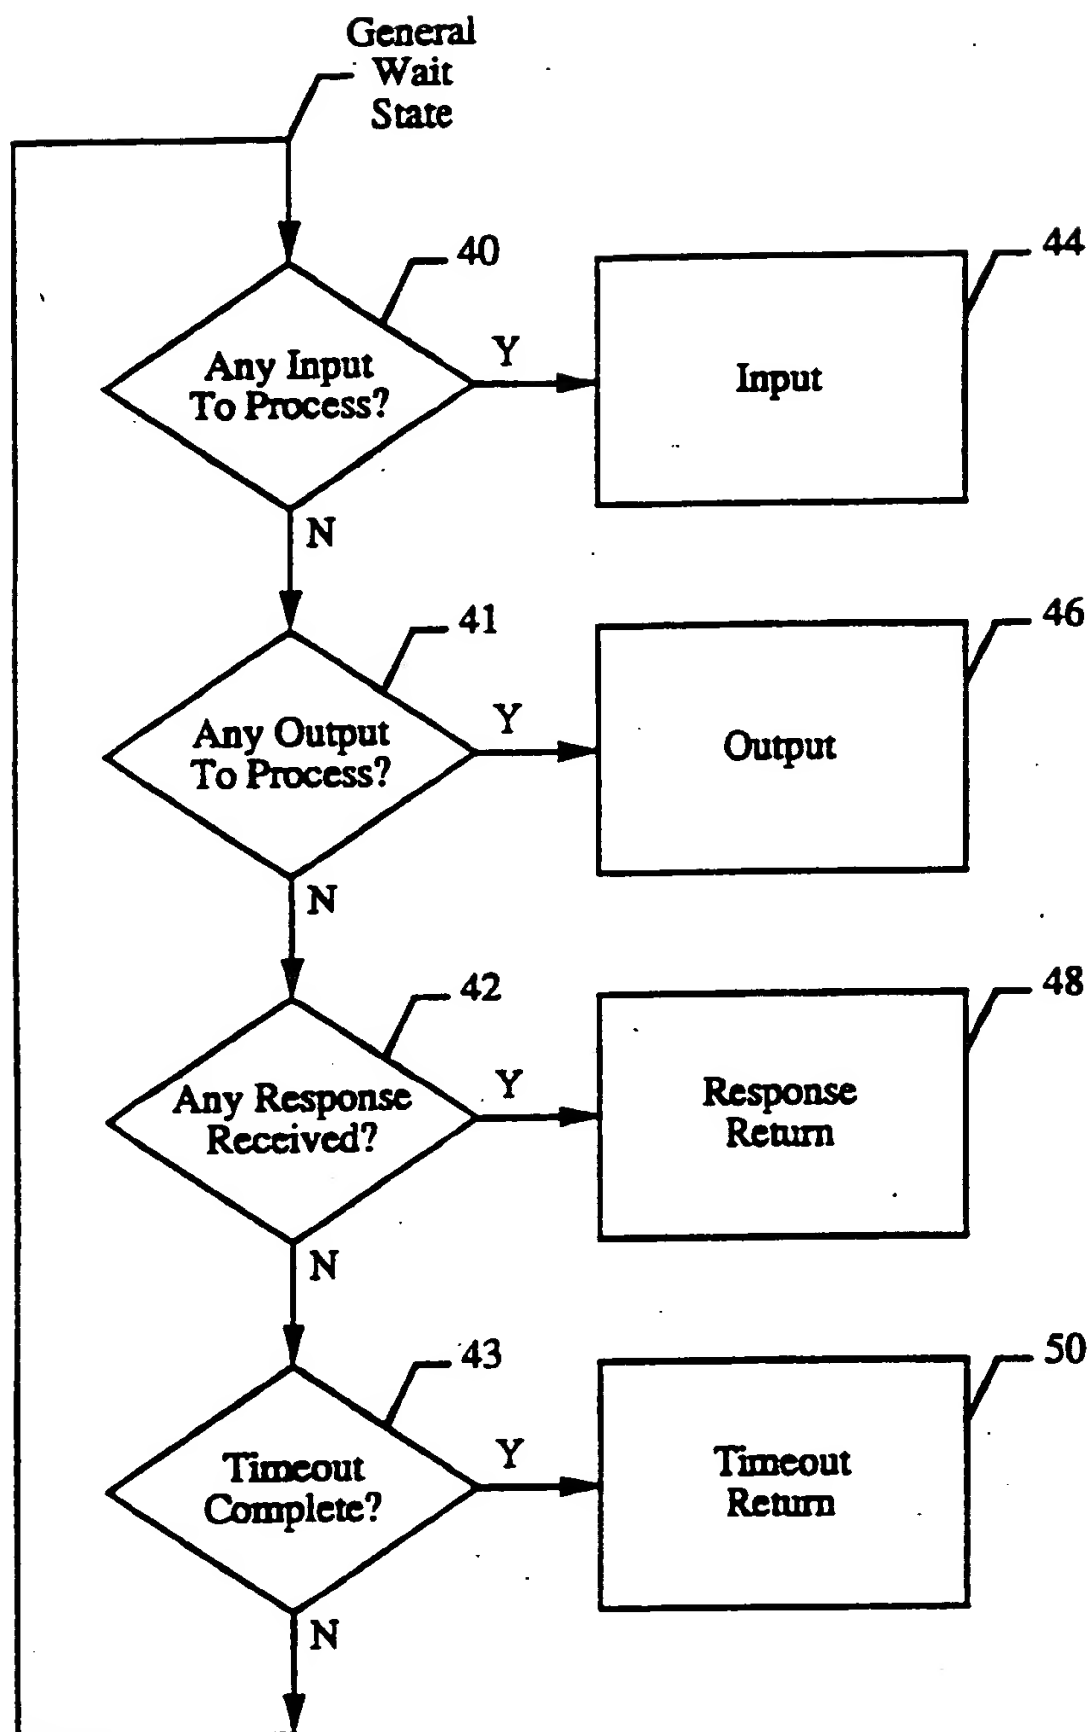 General
Wait
State
40
44
Any Input
To Process?
Y
Input
N
41
46
Any Output
To Process?
Y
Output
N
42
48
Any Response
Received?
Y
Response
Return
N
43
50
Timeout
Complete?
Y
Timeout
Return
N